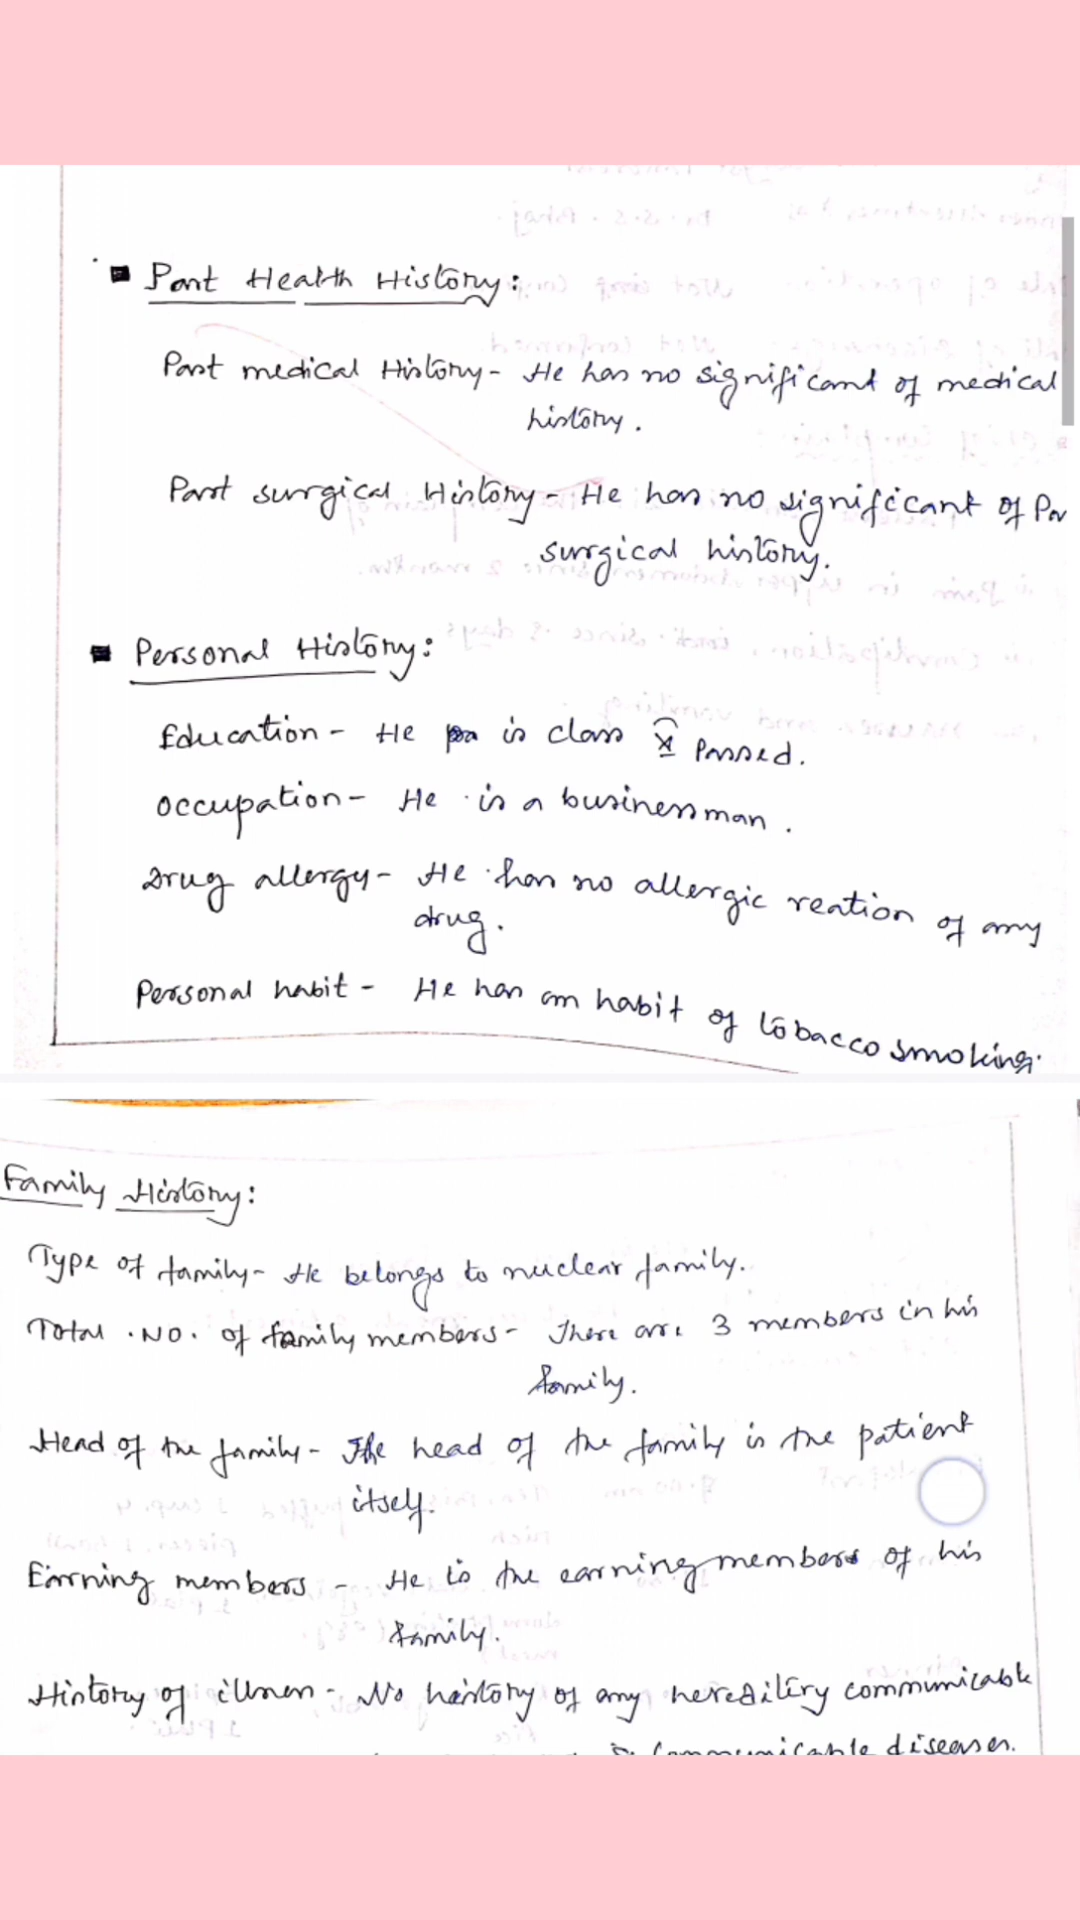 Past Health History:
Past medical History - He has no significant of medical
history.
Past surgical History - He has no significant of
surgical history.
Personal History:
Education - He is class X passed.
Occupation - He is a businessman.
Drug allergy - He has no allergic reation of any
drug.
Personal habit - He has an habit of tobacco smoking.
Family History:
Type of family - He belongs to nuclear family.
Total No. of family members - There are 3 members in his
family.
Head of the family - The head of the family is the patient
itself.
Earning members - He is the earning members of his
family.
History of illness - No history of any herediliry communicable
communicable diseases.